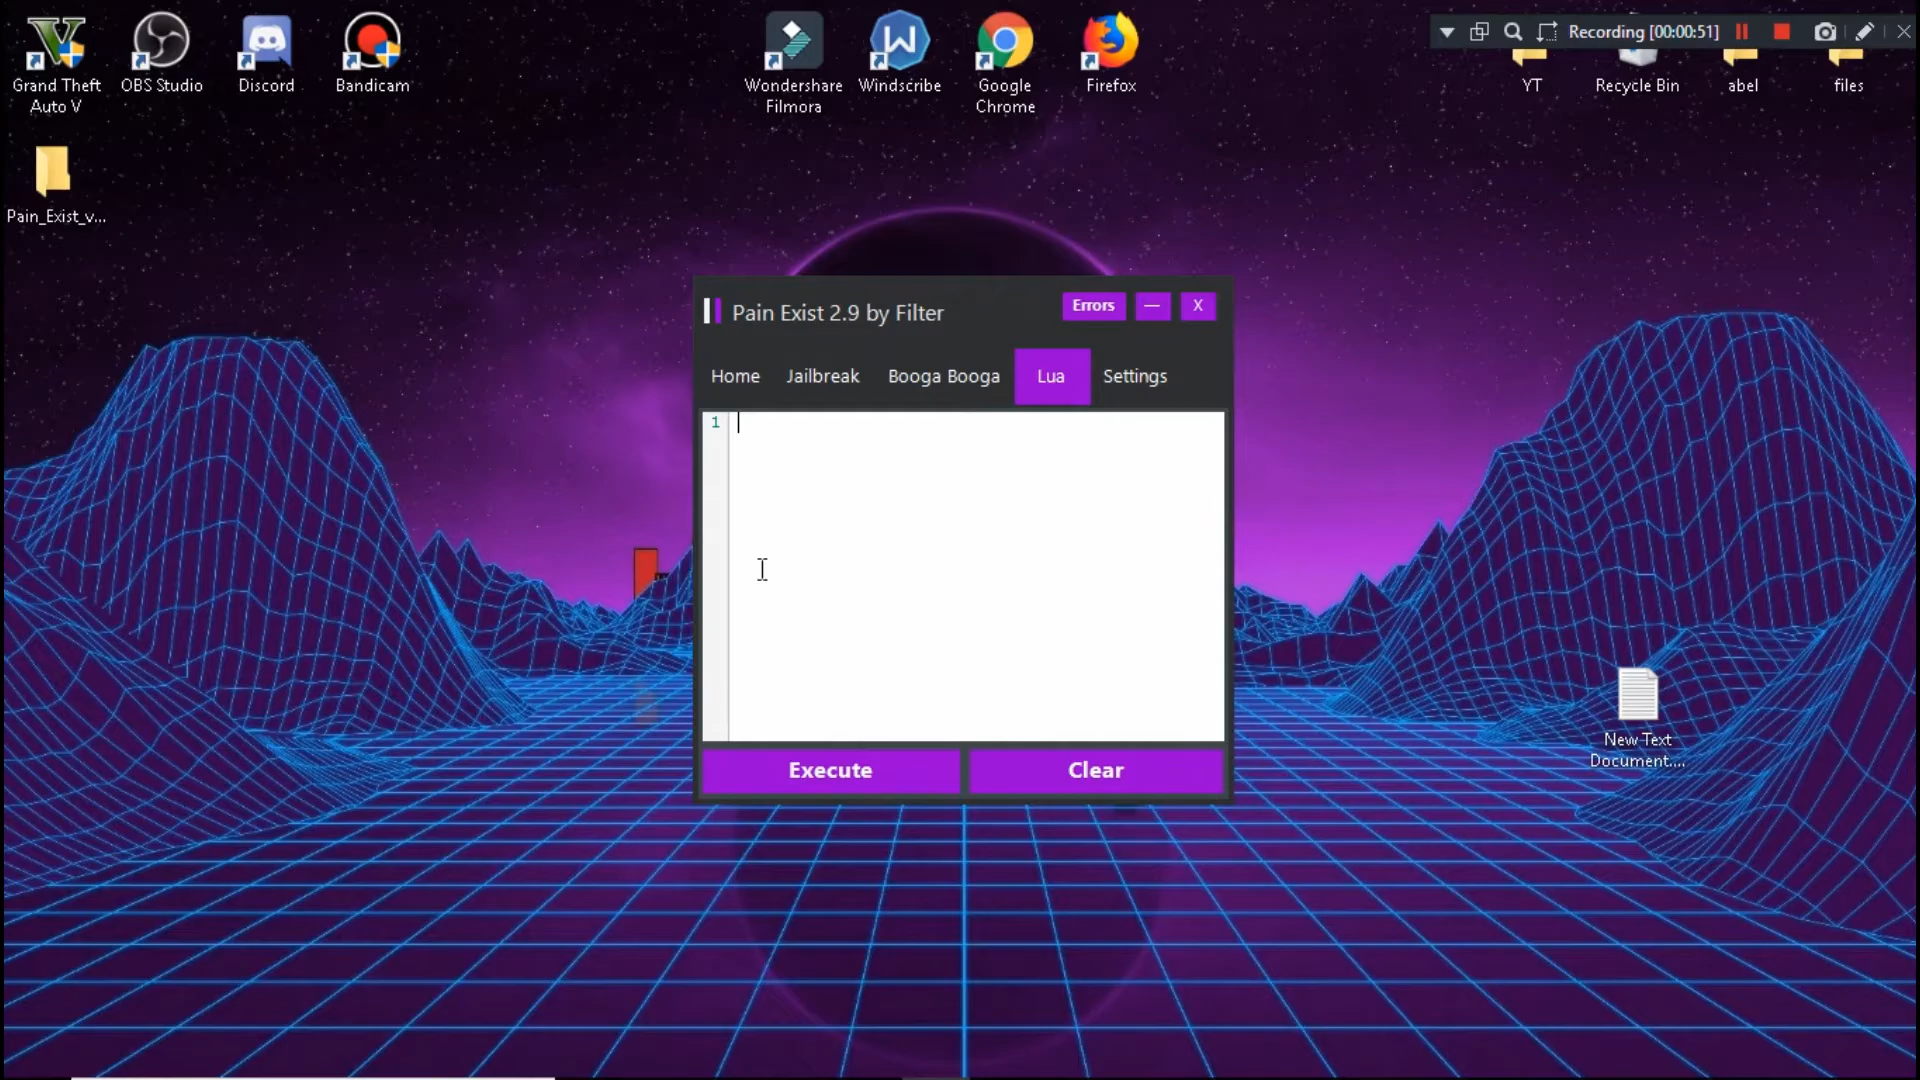 Recording [00:00:51]
Grand Theft
Auto V
OBS Studio
Discord
Bandicam
Wondershare
Filmora
Windscribe
Google
Chrome
Firefox
YT
Recycle Bin
abel
files
Pain_Exist_v...
Pain Exist 2.9 by Filter
Errors
X
Home
Jailbreak
Booga Booga
Lua
Settings
1
New Text
Document....
Execute
Clear